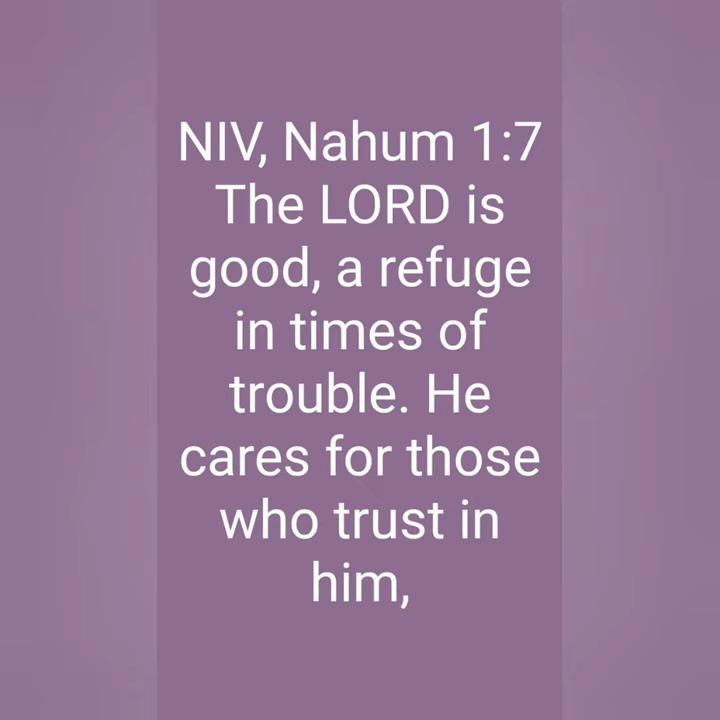 NIV, Nahum 1:7
The LORD is
good, a refuge
in times of
trouble. He
cares for those
who trust in
him,